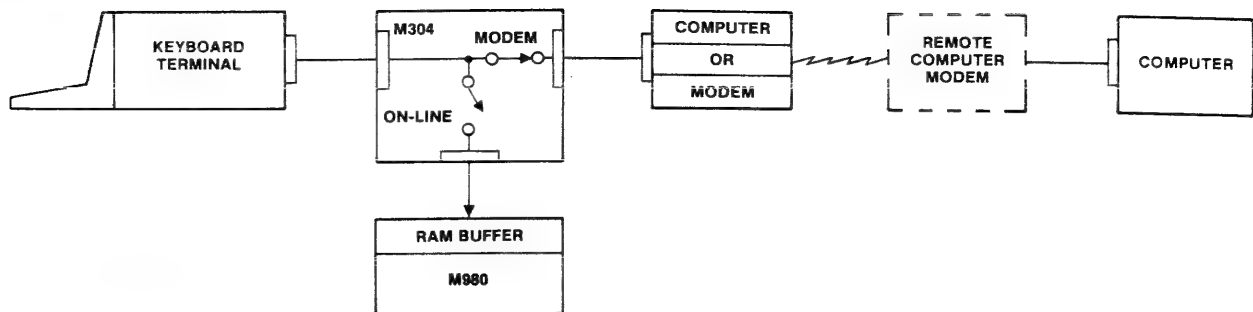 KEYBOARD
TERMINAL
M304
MODEM
ON-LINE
COMPUTER
OR
MODEM
REMOTE
COMPUTER
MODEM
COMPUTER
RAM BUFFER
M980